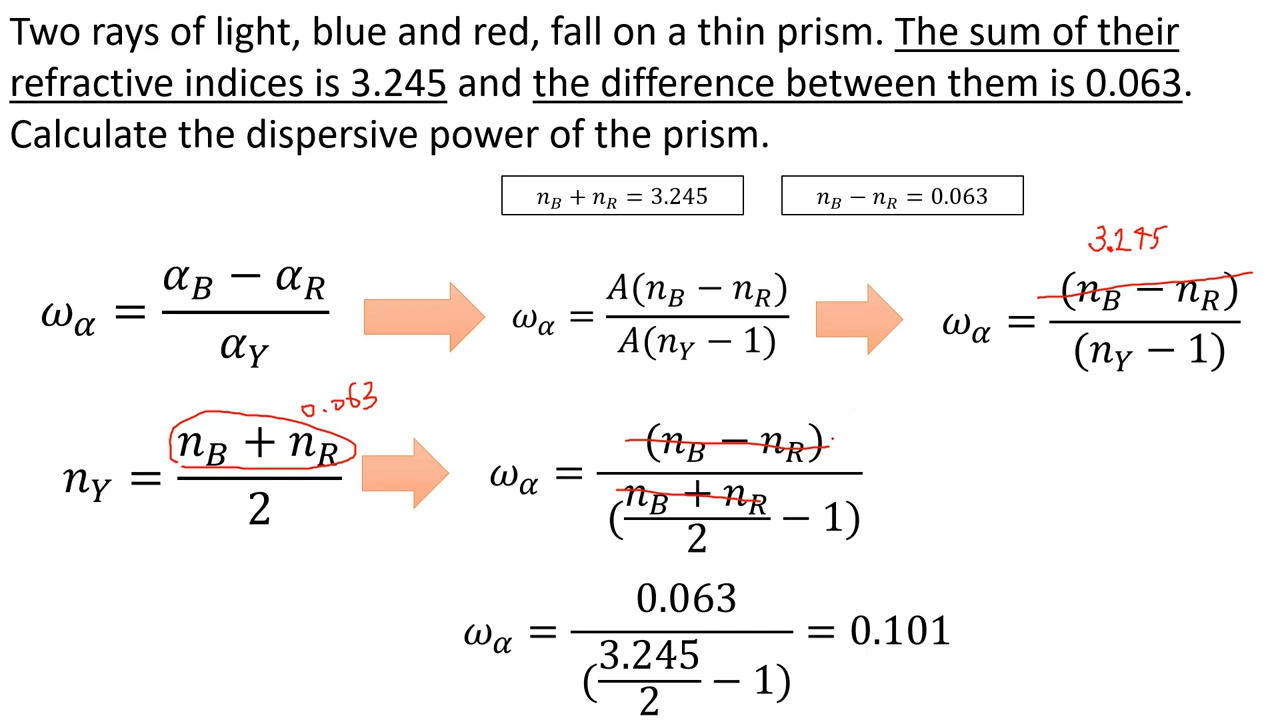 Two rays of light, blue and red, fall on a thin prism. The sum of their
refractive indices is 3.245 and the difference between them is 0.063.
Calculate the dispersive power of the prism.
n_B + n_R = 3.245
n_B − n_R = 0.063
3.245
ω_α = (α_B − α_R) / α_Y
ω_α = A(n_B − n_R) / A(n_Y − 1)
ω_α = (n_B − n_R) / (n_Y − 1)
0.063
n_Y = (n_B + n_R) / 2
ω_α = (n_B − n_R) / ((n_B + n_R) / 2 − 1)
ω_α = 0.063 / (3.245 / 2 − 1) = 0.101